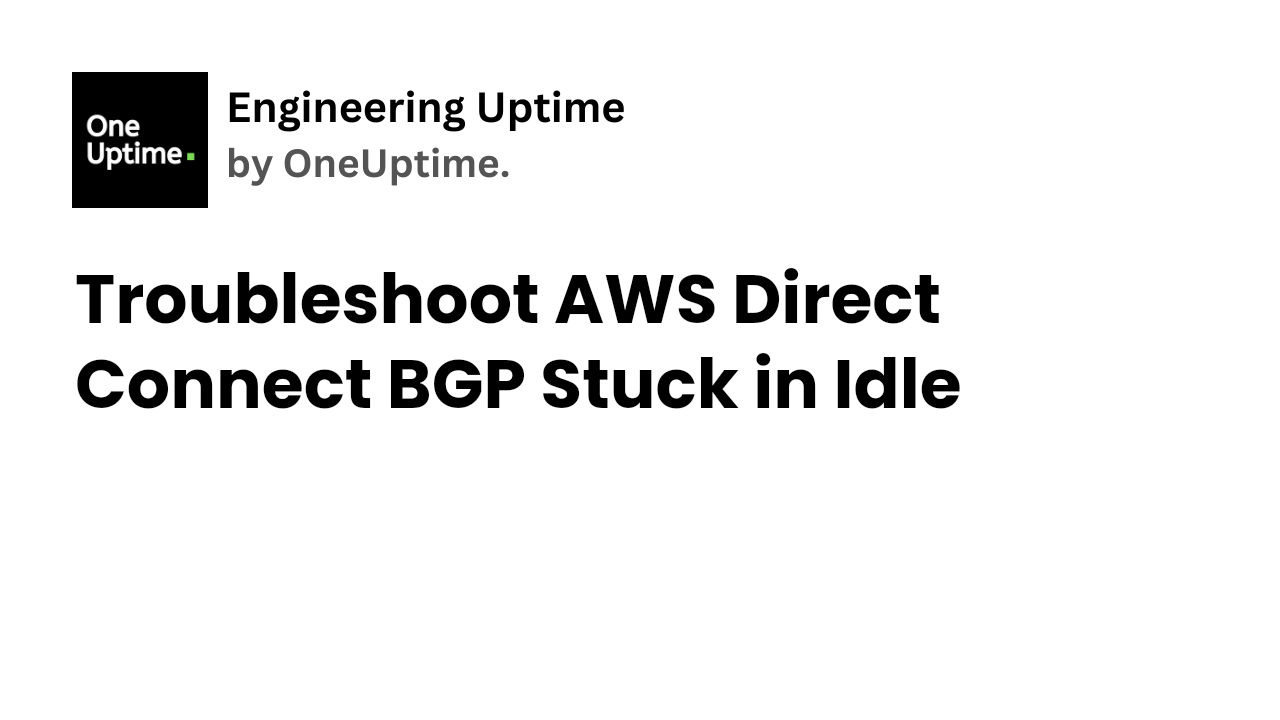 One
Uptime.
Engineering Uptime
by OneUptime.
Troubleshoot AWS Direct
Connect BGP Stuck in Idle